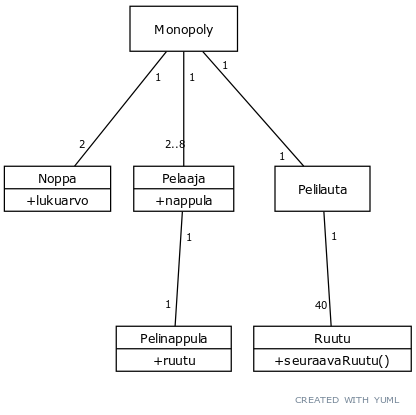 Monopoly
1 1 1
2 2..8 1
Noppa
+lukuarvo
Pelaaja
+nappula
Pelilauta
1 1
1 40
Pelinappula
+ruutu
Ruutu
+seuraavaRuutu()
CREATED WITH YUML